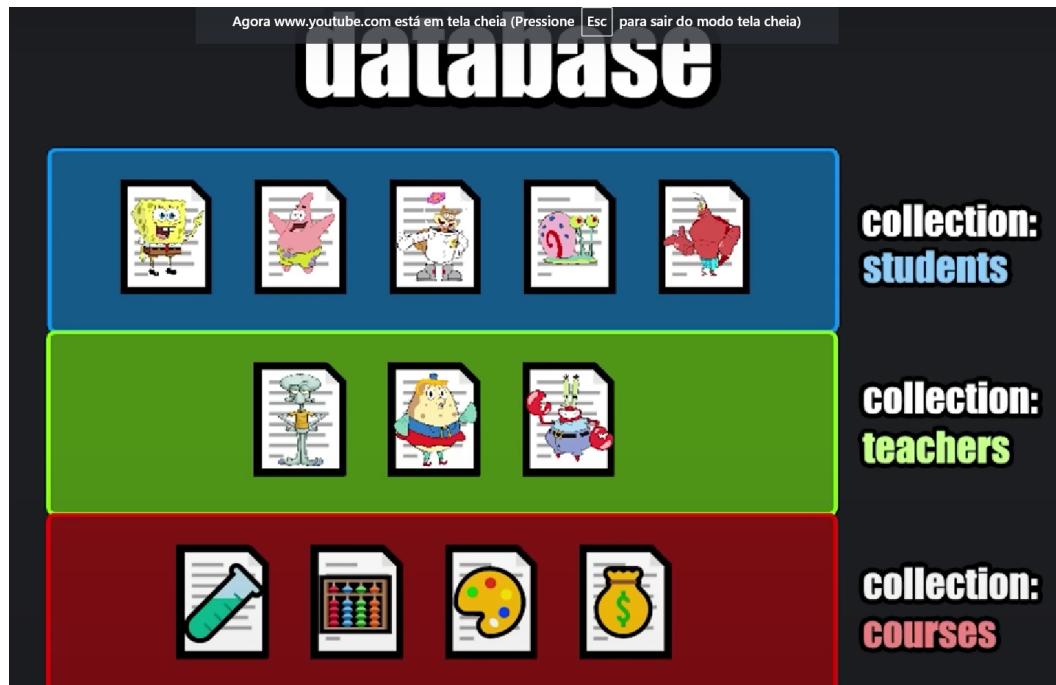 Agora www.youtube.com está em tela cheia (Pressione Esc para sair do modo tela cheia)
database
collection:
students
collection:
teachers
collection:
courses